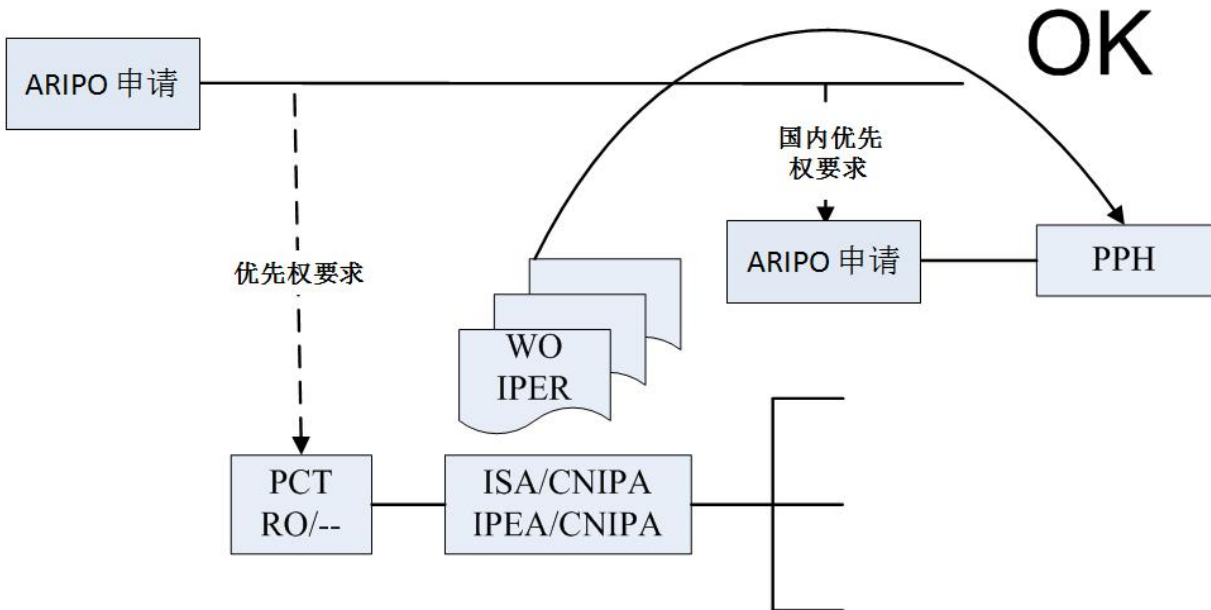 OK
ARIPO 申请
国内优先
权要求
优先权要求
ARIPO 申请
PPH
WO
IPER
PCT
RO/--
ISA/CNIPA
IPEA/CNIPA